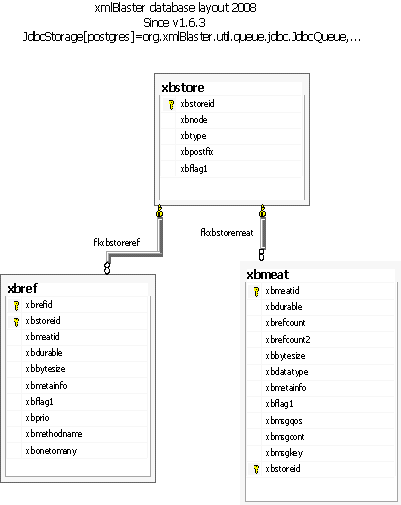 xmlBlaster database layout 2008
Since v1.6.3
JdbcStorage[postgres]=org.xmlBlaster.util.queue.jdbc.JdbcQueue,...
xbstore
xbstoreid
xbnode
xbtype
xbpostfix
xbflag1
fkxbstoreref
fkxbstoremeat
xbref
xbrefid
xbstoreid
xbmeatid
xbdurable
xbbytesize
xbmetainfo
xbflag1
xbprio
xbmethodname
xbonetomany
xbmeat
xbmeatid
xbdurable
xbrefcount
xbrefcount2
xbbytesize
xbdatatype
xbmetainfo
xbflag1
xbmsgqos
xbmsgcont
xbmsgkey
xbstoreid